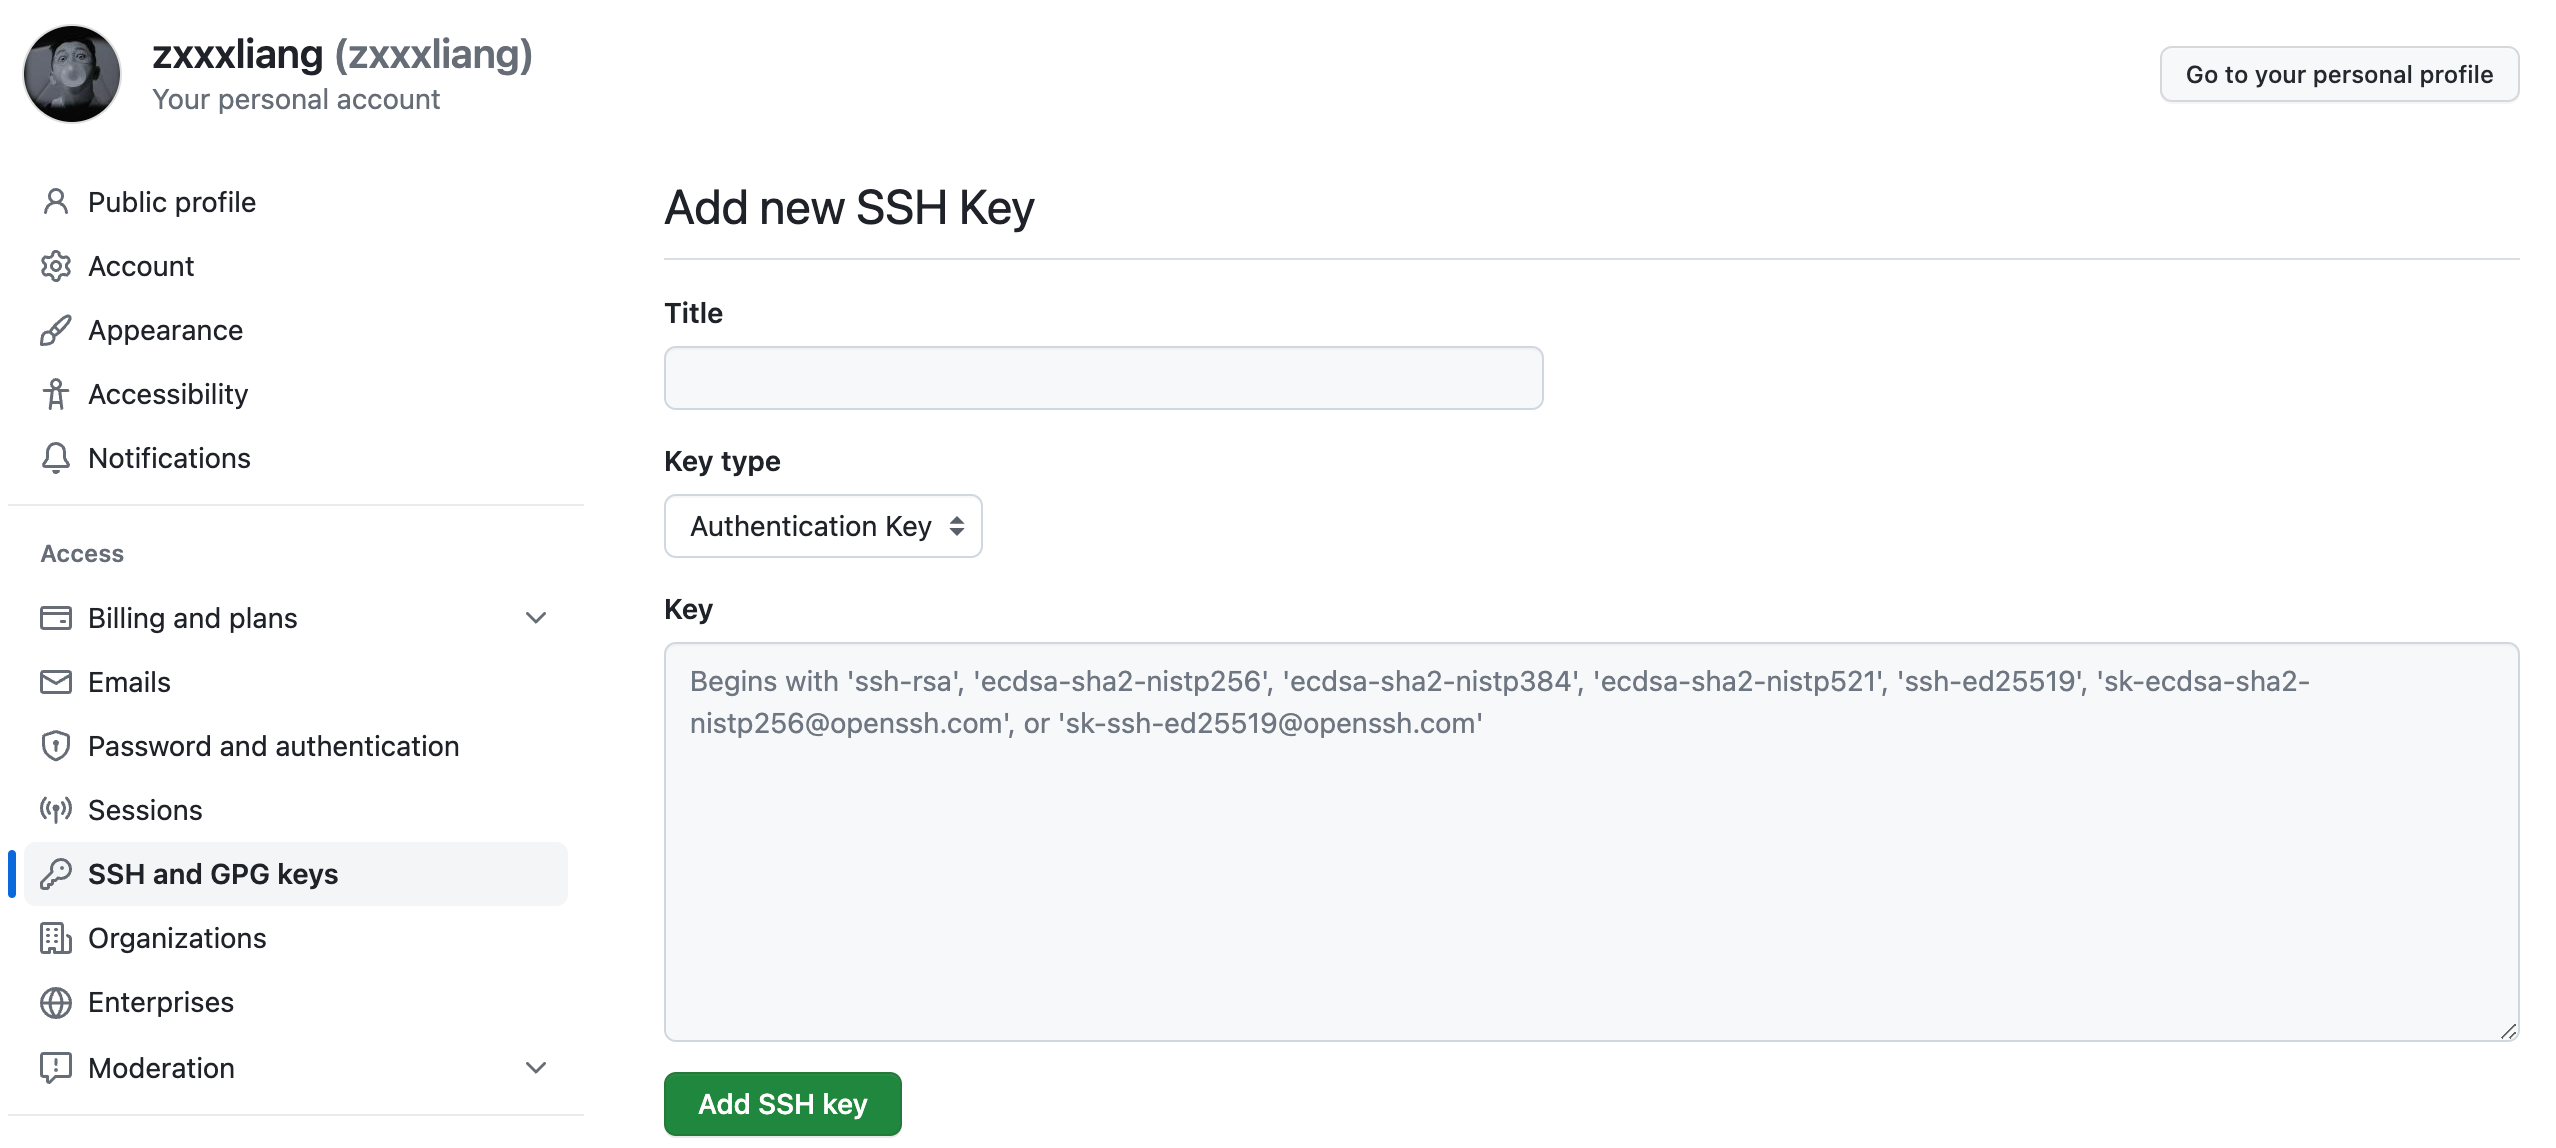 zxxxliang (zxxxliang)
Your personal account
Go to your personal profile
Public profile
Account
Appearance
Accessibility
Notifications
Access
Billing and plans
Emails
Password and authentication
Sessions
SSH and GPG keys
Organizations
Enterprises
Moderation
Add new SSH Key
Title
Key type
Authentication Key
Key
Begins with 'ssh-rsa', 'ecdsa-sha2-nistp256', 'ecdsa-sha2-nistp384', 'ecdsa-sha2-nistp521', 'ssh-ed25519', 'sk-ecdsa-sha2-
nistp256@openssh.com', or 'sk-ssh-ed25519@openssh.com'
Add SSH key